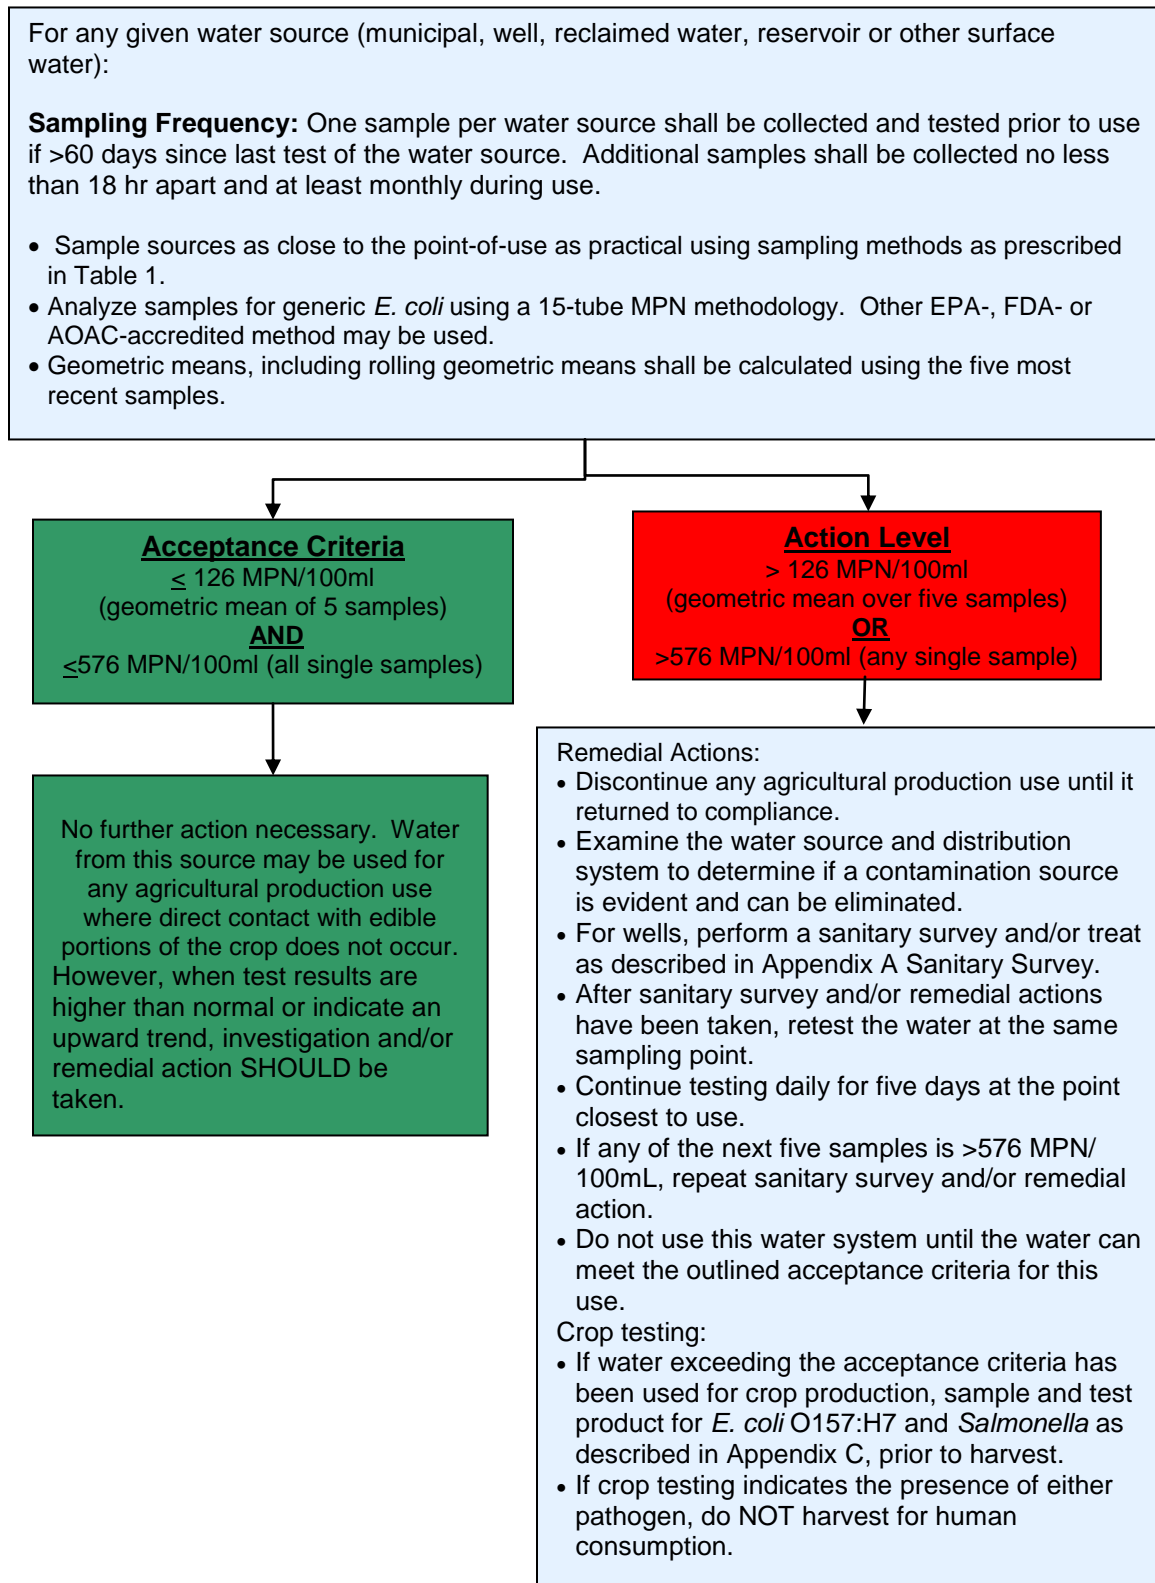 For any given water source (municipal, well, reclaimed water, reservoir or other surface
water):
Sampling Frequency: One sample per water source shall be collected and tested prior to use
if >60 days since last test of the water source. Additional samples shall be collected no less
than 18 hr apart and at least monthly during use.
• Sample sources as close to the point-of-use as practical using sampling methods as prescribed
in Table 1.
• Analyze samples for generic E. coli using a 15-tube MPN methodology. Other EPA-, FDA- or
AOAC-accredited method may be used.
• Geometric means, including rolling geometric means shall be calculated using the five most
recent samples.
Acceptance Criteria
≤ 126 MPN/100ml
(geometric mean of 5 samples)
AND
≤576 MPN/100ml (all single samples)
Action Level
> 126 MPN/100ml
(geometric mean over five samples)
OR
>576 MPN/100ml (any single sample)
No further action necessary. Water
from this source may be used for
any agricultural production use
where direct contact with edible
portions of the crop does not occur.
However, when test results are
higher than normal or indicate an
upward trend, investigation and/or
remedial action SHOULD be
taken.
Remedial Actions:
• Discontinue any agricultural production use until it
returned to compliance.
• Examine the water source and distribution
system to determine if a contamination source
is evident and can be eliminated.
• For wells, perform a sanitary survey and/or treat
as described in Appendix A Sanitary Survey.
• After sanitary survey and/or remedial actions
have been taken, retest the water at the same
sampling point.
• Continue testing daily for five days at the point
closest to use.
• If any of the next five samples is >576 MPN/
100mL, repeat sanitary survey and/or remedial
action.
• Do not use this water system until the water can
meet the outlined acceptance criteria for this
use.
Crop testing:
• If water exceeding the acceptance criteria has
been used for crop production, sample and test
product for E. coli O157:H7 and Salmonella as
described in Appendix C, prior to harvest.
• If crop testing indicates the presence of either
pathogen, do NOT harvest for human
consumption.